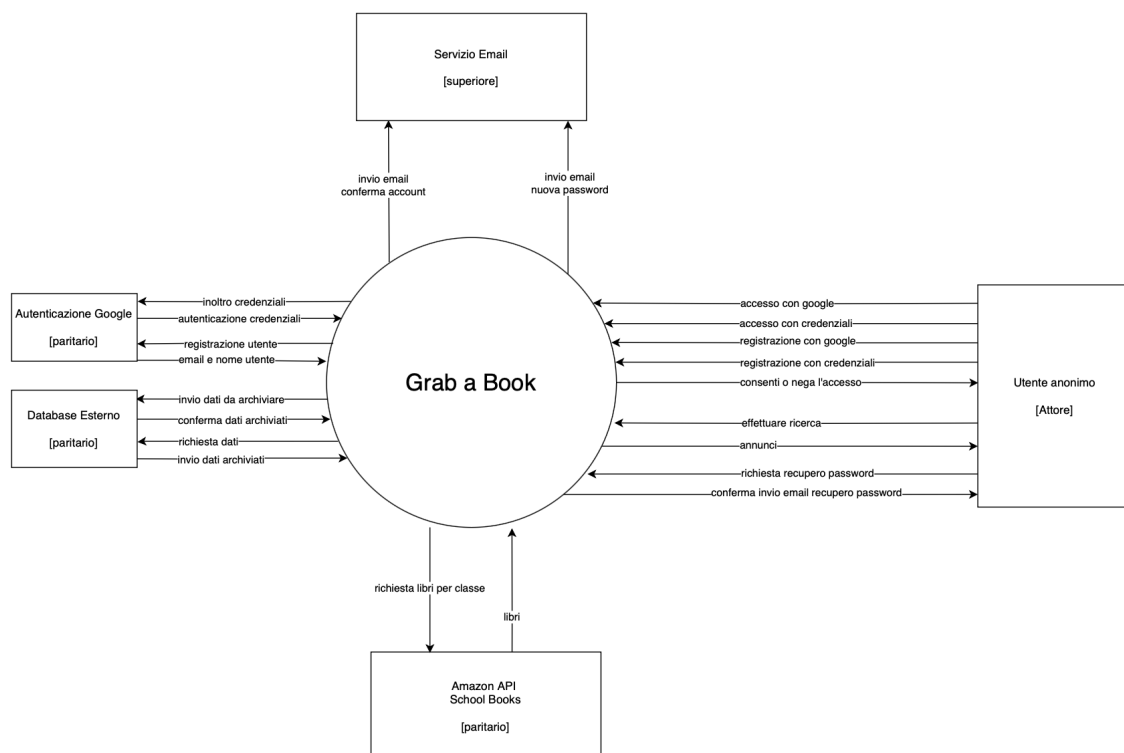 Servizio Email
[superiore]
invio email
conferma account
invio email
nuova password
Autenticazione Google
[paritario]
inoltro credenziali
autenticazione credenziali
registrazione utente
email e nome utente
Database Esterno
[paritario]
invio dati da archiviare
conferma dati archiviati
richiesta dati
invio dati archiviati
Grab a Book
accesso con google
accesso con credenziali
registrazione con google
registrazione con credenziali
consenti o nega l'accesso
effettuare ricerca
annunci
richiesta recupero password
conferma invio email recupero password
Utente anonimo
[Attore]
richiesta libri per classe
libri
Amazon API
School Books
[paritario]